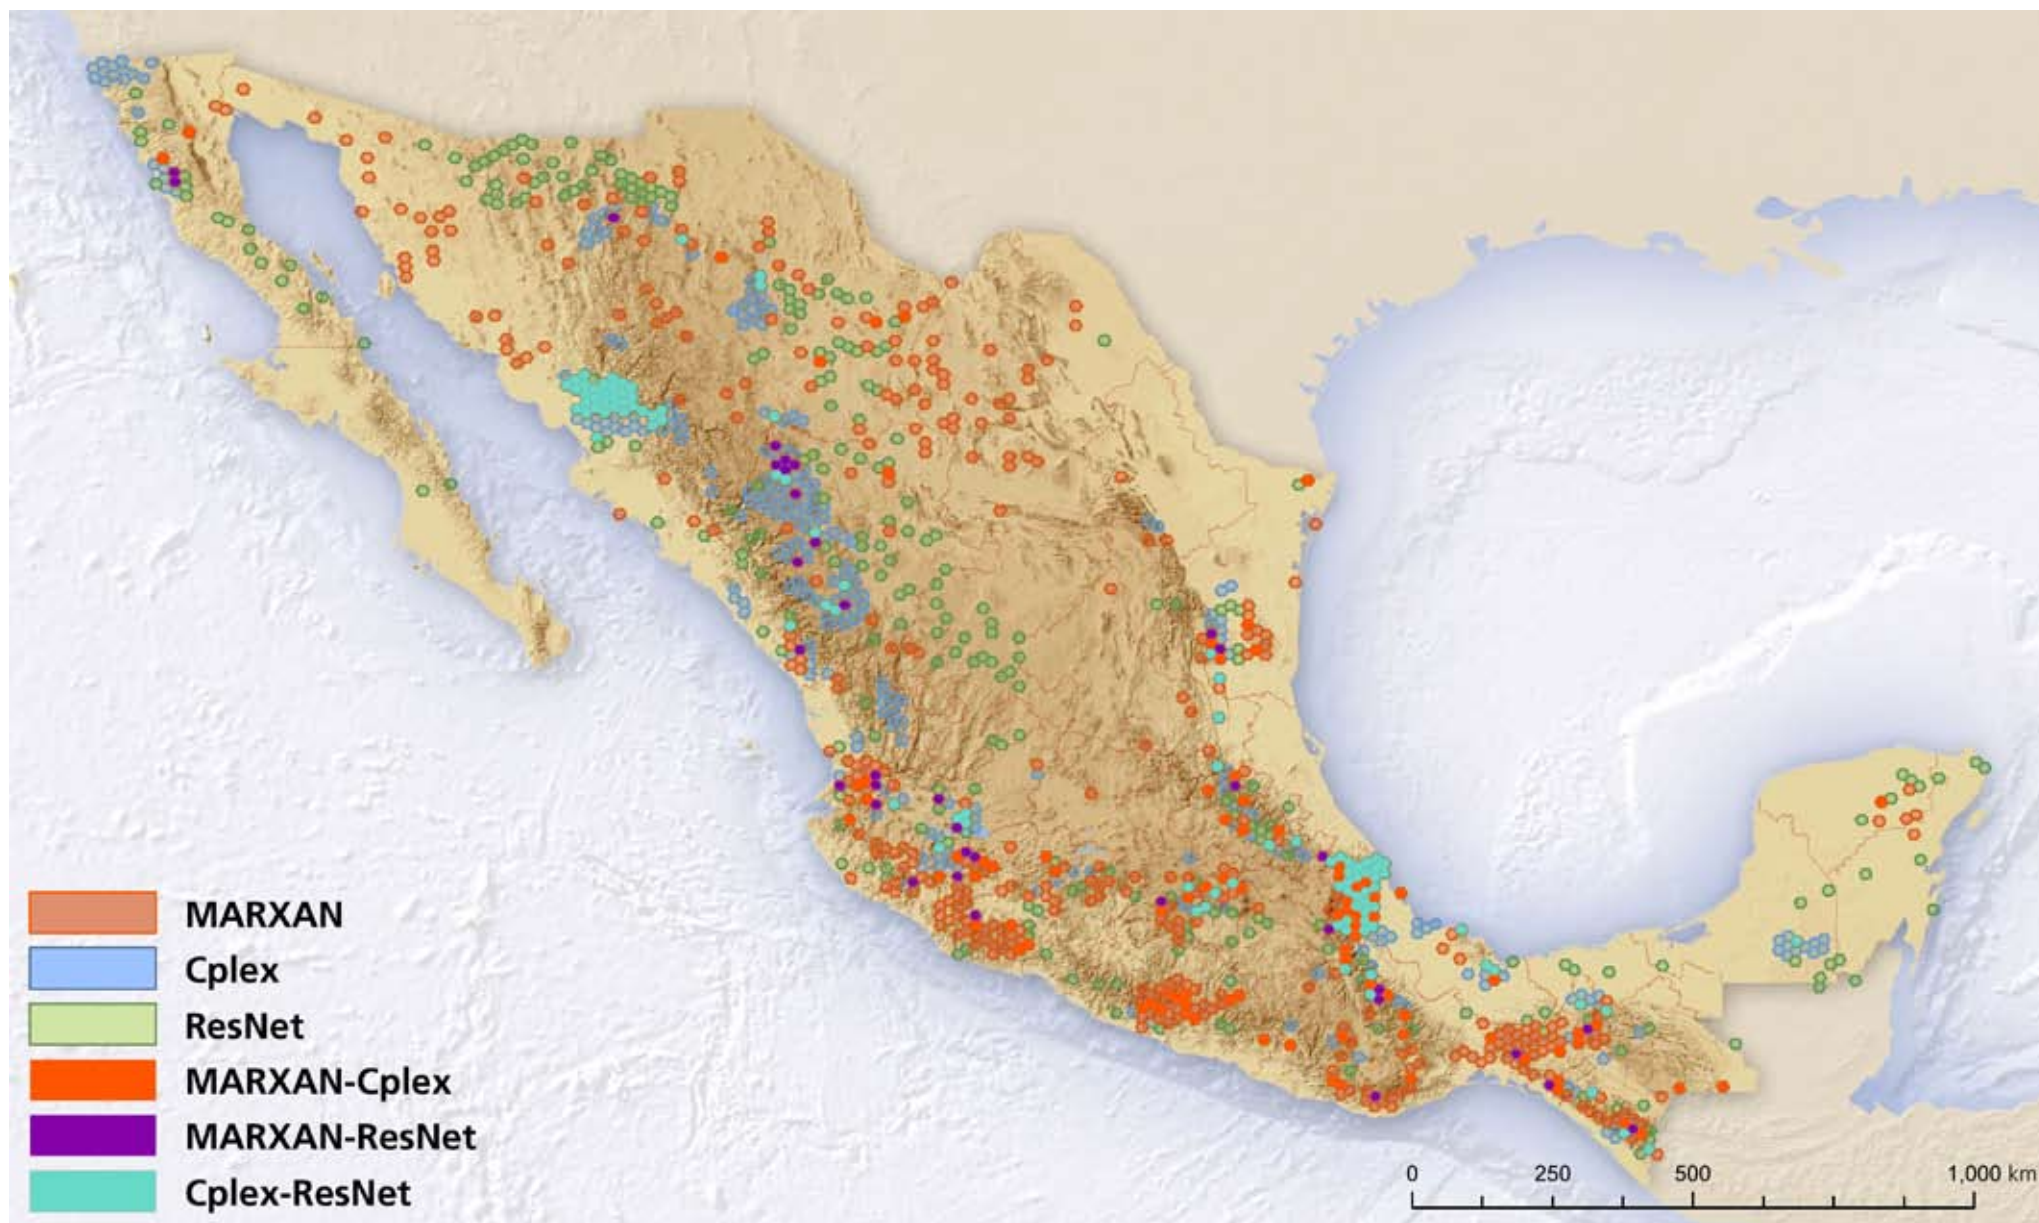 MARXAN
Cplex
ResNet
MARXAN-Cplex
MARXAN-ResNet
Cplex-ResNet
0 250 500 1,000 km